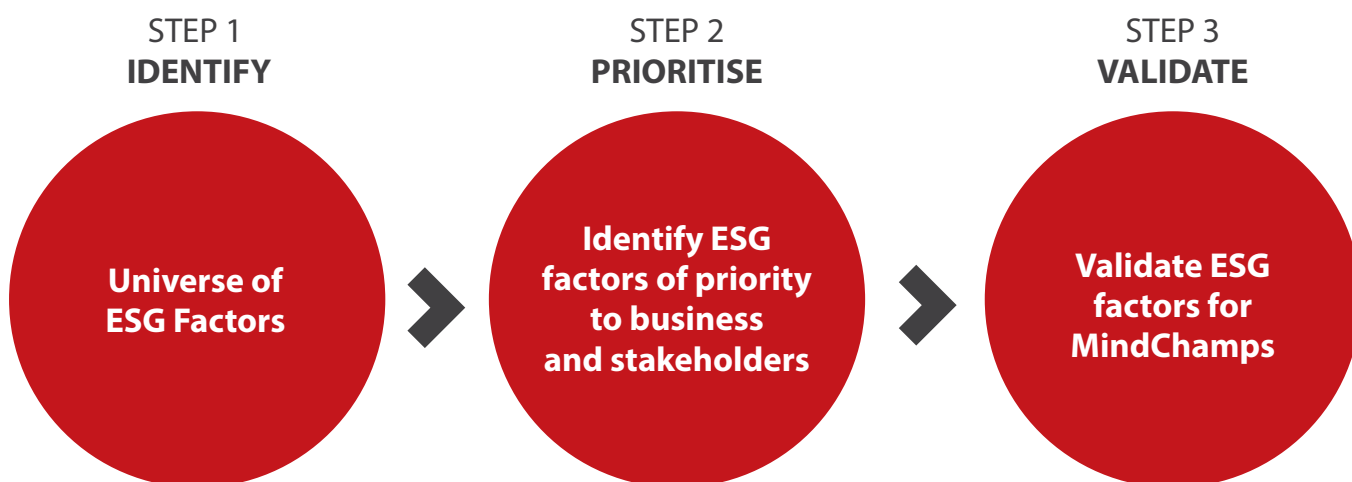 STEP 1
IDENTIFY
Universe of
ESG Factors
STEP 2
PRIORITISE
Identify ESG
factors of priority
to business
and stakeholders
STEP 3
VALIDATE
Validate ESG
factors for
MindChamps